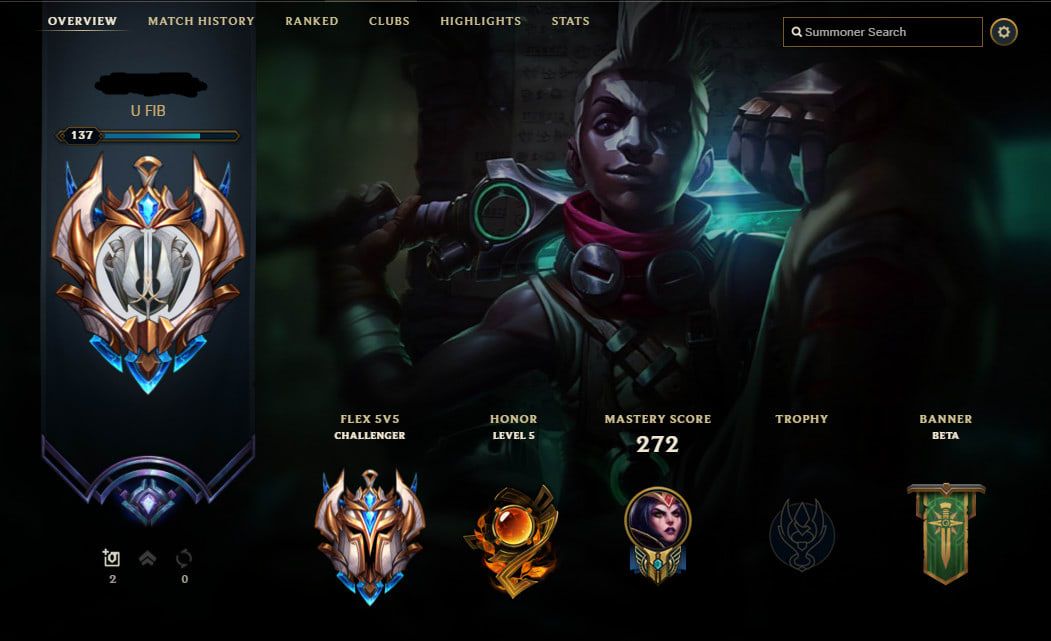 OVERVIEW MATCH HISTORY RANKED CLUBS HIGHLIGHTS STATS
Summoner Search
U FIB
137
FLEX 5V5 HONOR MASTERY SCORE TROPHY BANNER
CHALLENGER LEVEL 5 272 BETA
2 0